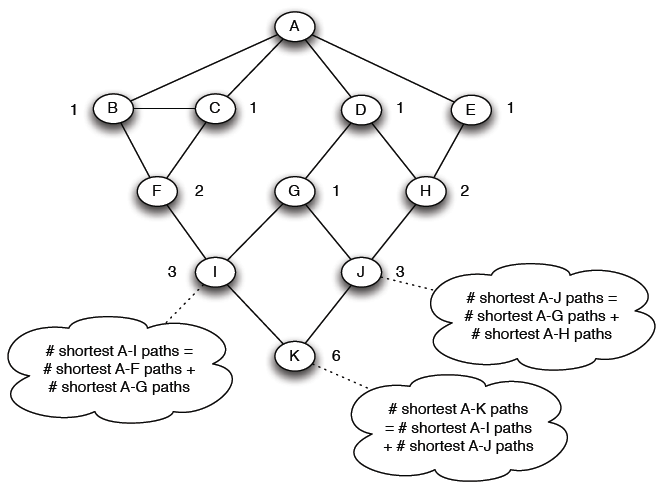 A
1 B C 1 D 1 E 1
F 2 G 1 H 2
3 I J 3
# shortest A-J paths =
# shortest A-G paths +
# shortest A-H paths
# shortest A-I paths =
# shortest A-F paths +
# shortest A-G paths
K 6
# shortest A-K paths
= # shortest A-I paths
+ # shortest A-J paths